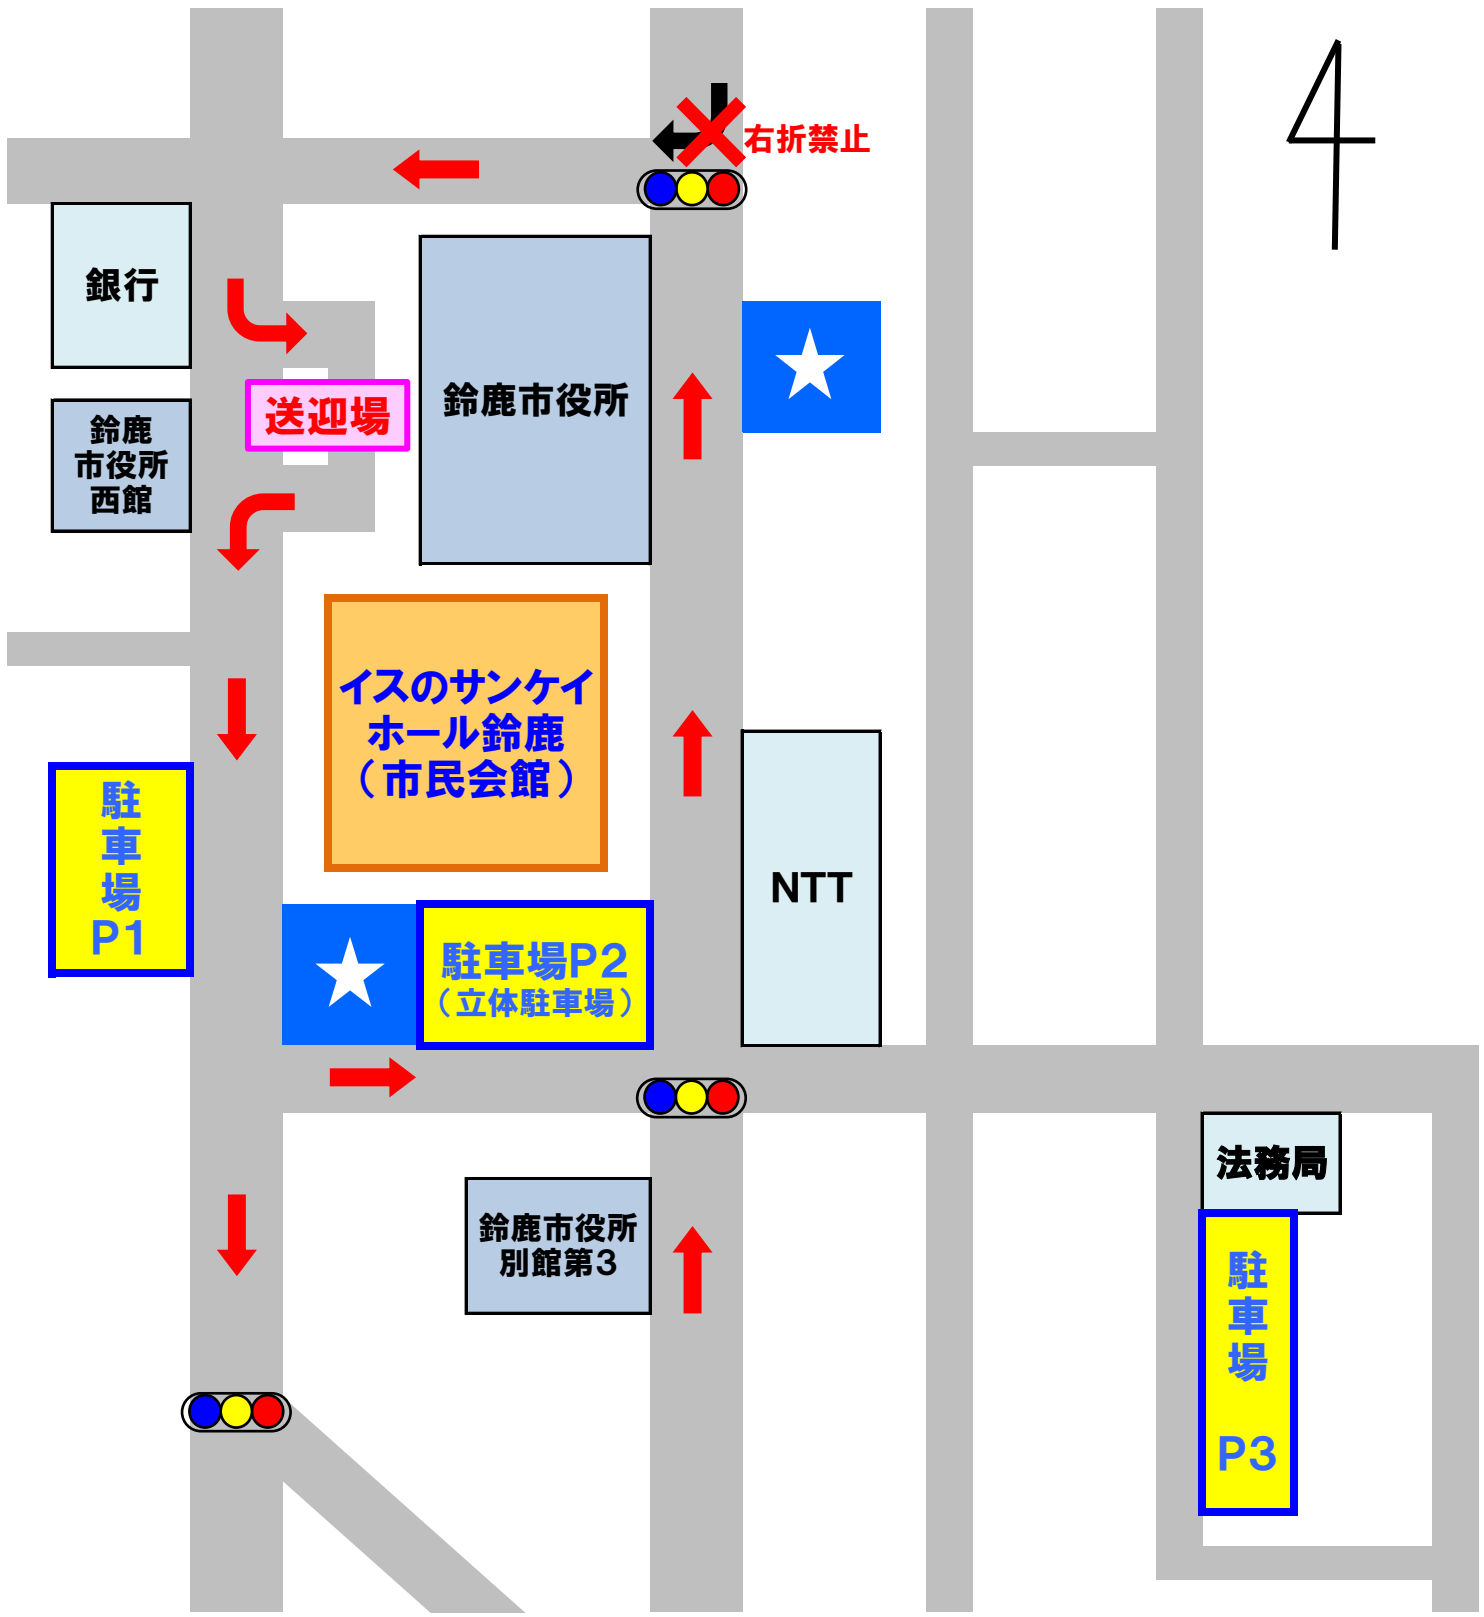 右折禁止
銀行
鈴鹿市役所
送迎場
鈴鹿
市役所
西館
イスのサンケイ
ホール鈴鹿
（市民会館）
駐
車
場
P1
NTT
駐車場P2
（立体駐車場）
法務局
鈴鹿市役所
別館第3
駐
車
場
P3